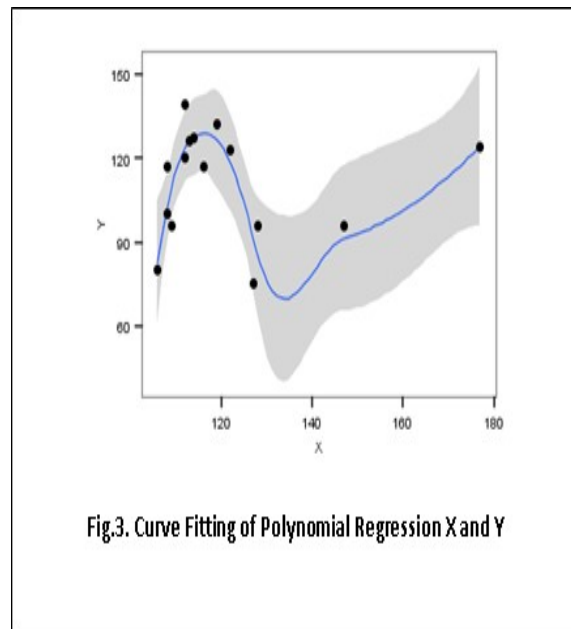 150
120
90
60
Y
120 140 160 180
X
Fig.3. Curve Fitting of Polynomial Regression X and Y